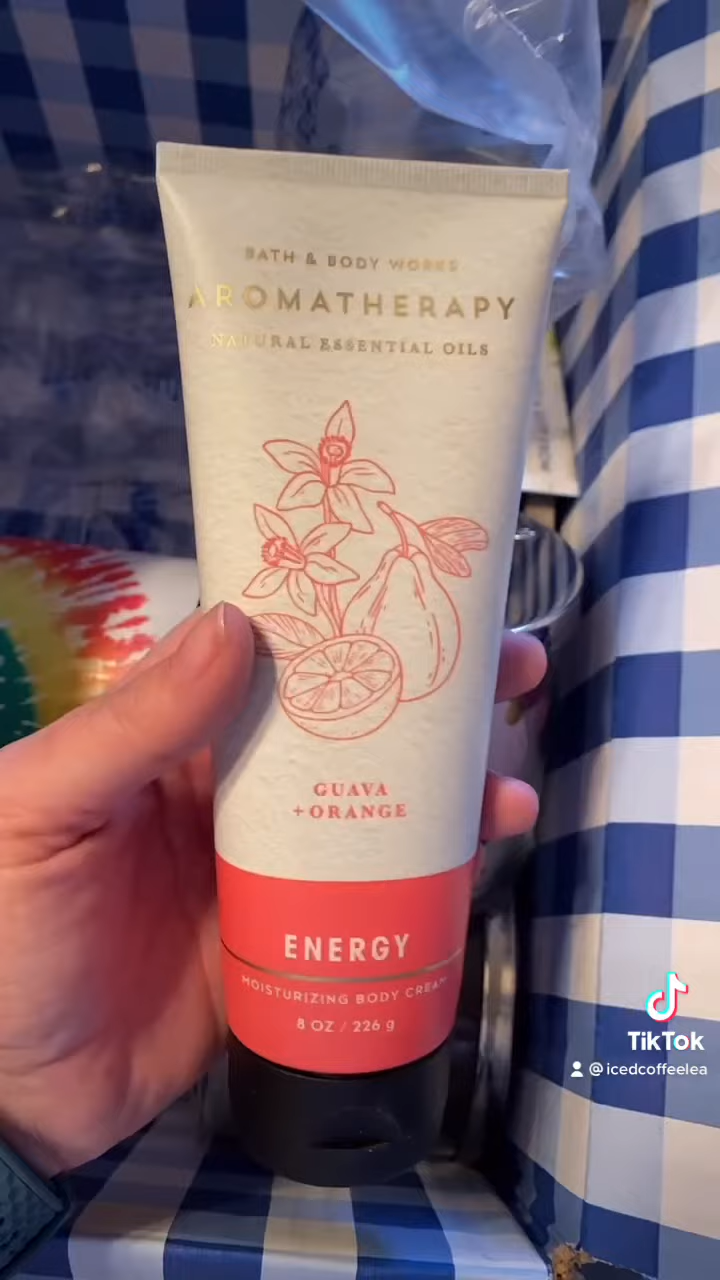 BATH & BODY WORKS
AROMATHERAPY
NATURAL ESSENTIAL OILS
GUAVA
+ORANGE
ENERGY
MOISTURIZING BODY CREAM
8 OZ / 226 g
TikTok
@icedcoffeelea